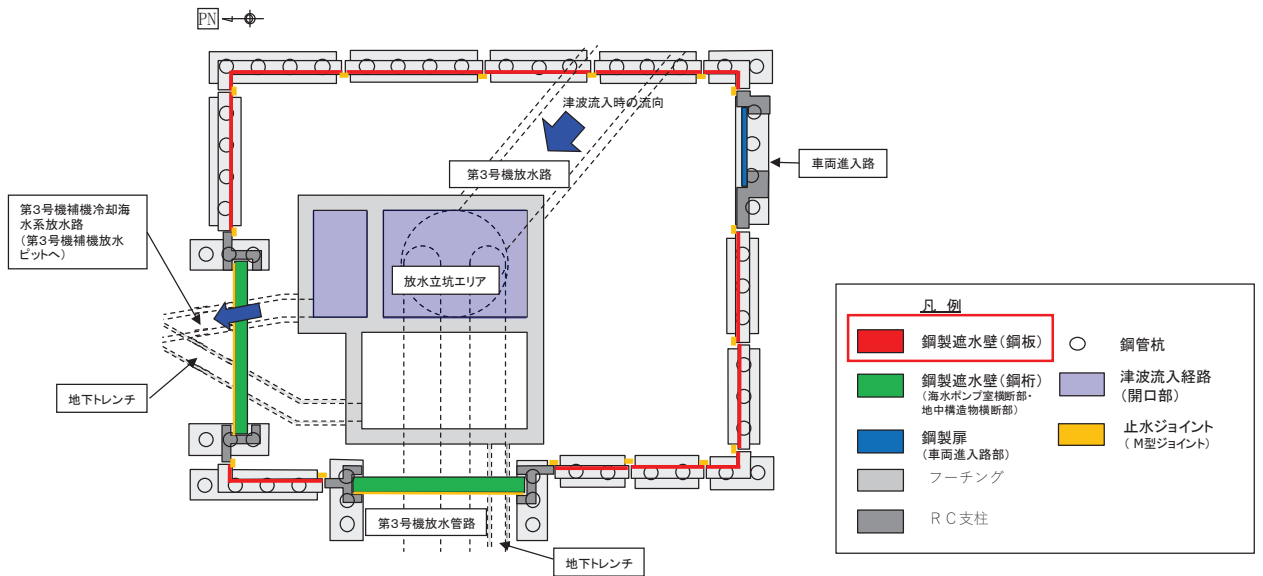 PN
津波流入時の流向
第3号機放水路
車両進入路
第3号機補機冷却海
水系放水路
(第3号機補機放水
ピットへ)
放水立坑エリア
地下トレンチ
第3号機放水管路
地下トレンチ
凡 例
鋼製遮水壁(鋼板)
鋼管杭
鋼製遮水壁(鋼桁)
(海水ポンプ室横断部・
地中構造物横断部)
津波流入経路
(開口部)
鋼製扉
(車両進入路部)
止水ジョイント
( M型ジョイント)
フーチング
RC支柱